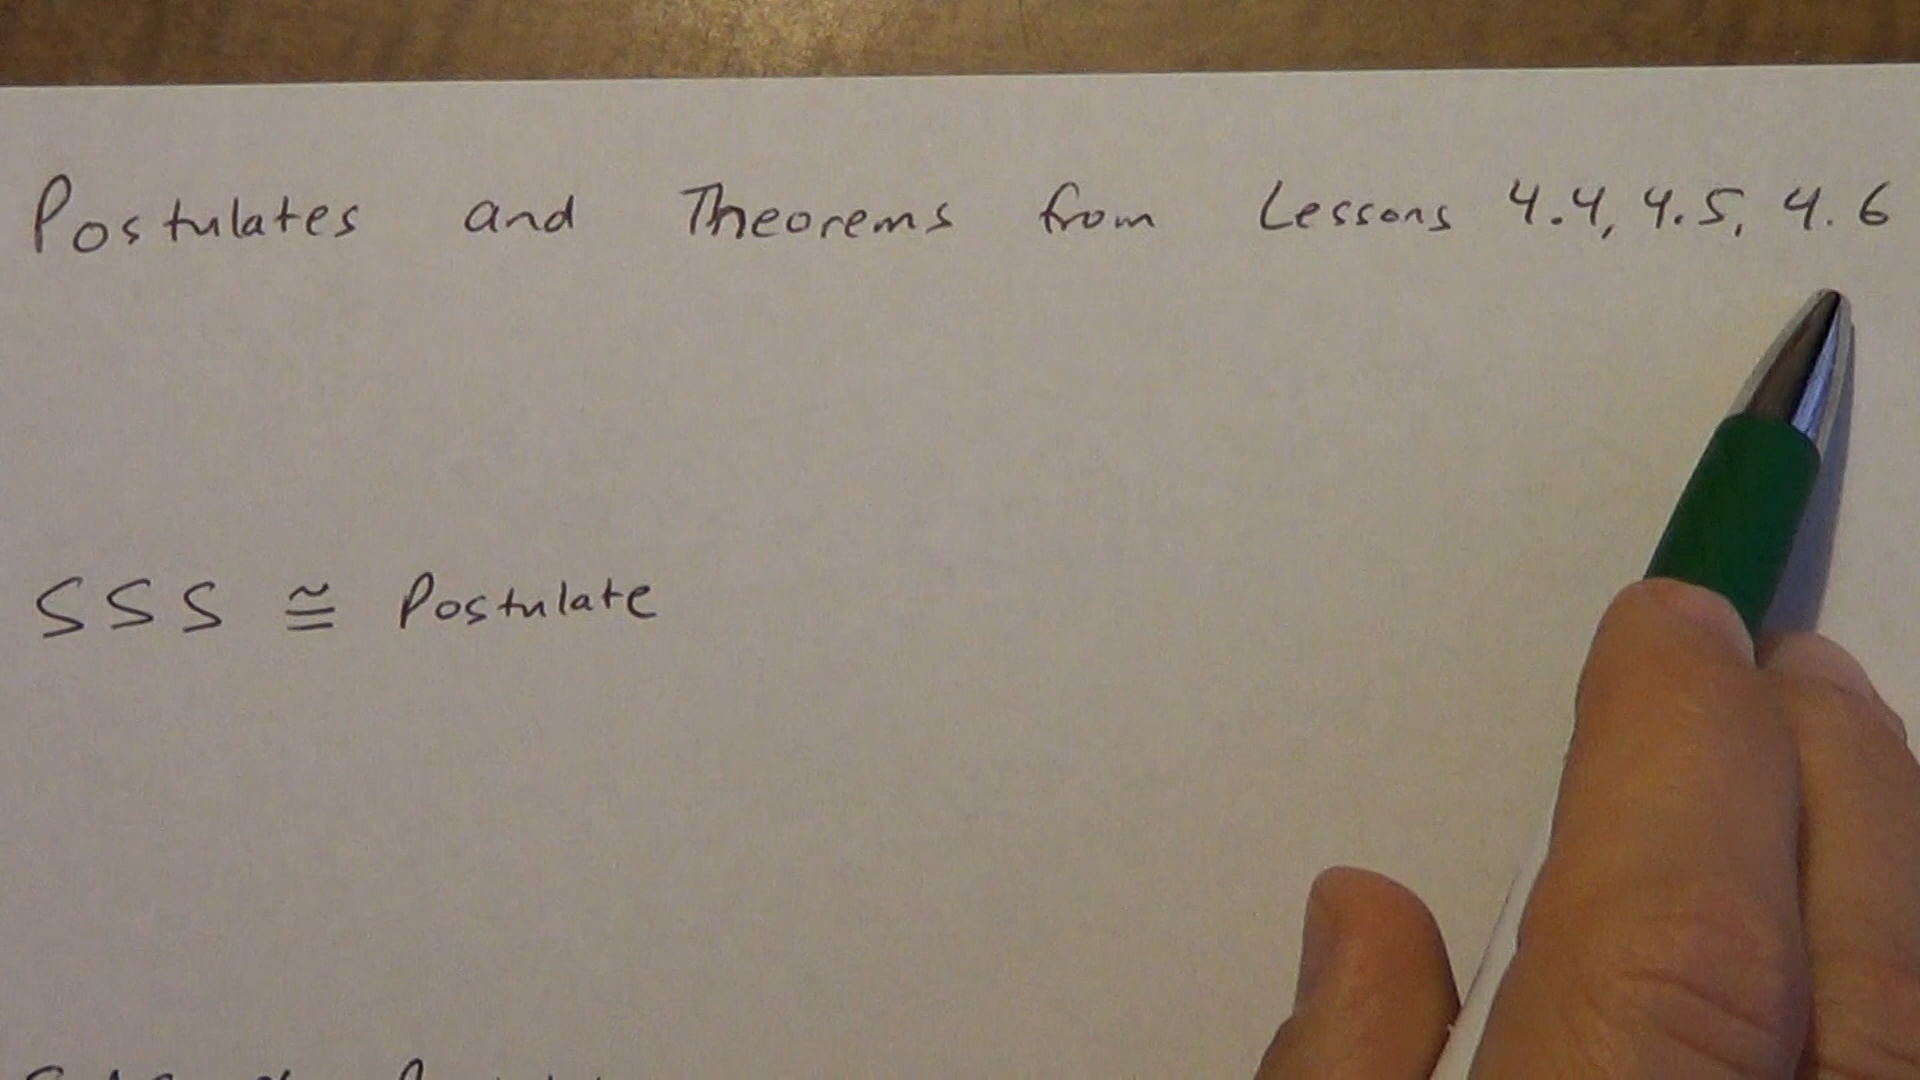 Postulates and Theorems from Lessons 4.4, 4.5, 4.6
SSS ≅ Postulate